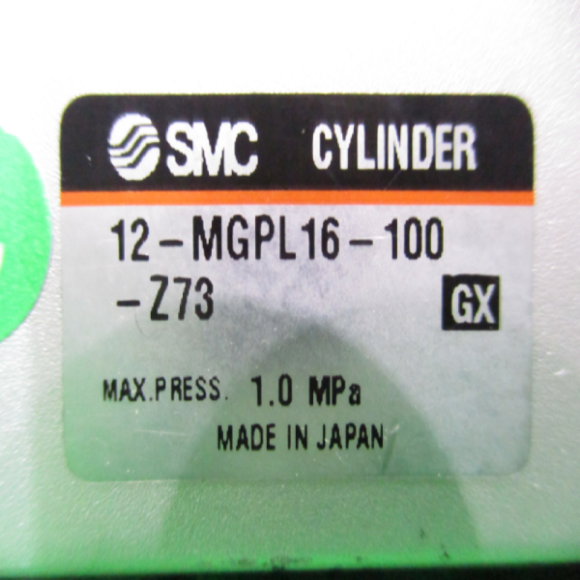 SMC CYLINDER
12-MGPL16-100
-Z73
GX
MAX.PRESS. 1.0 MPa
MADE IN JAPAN